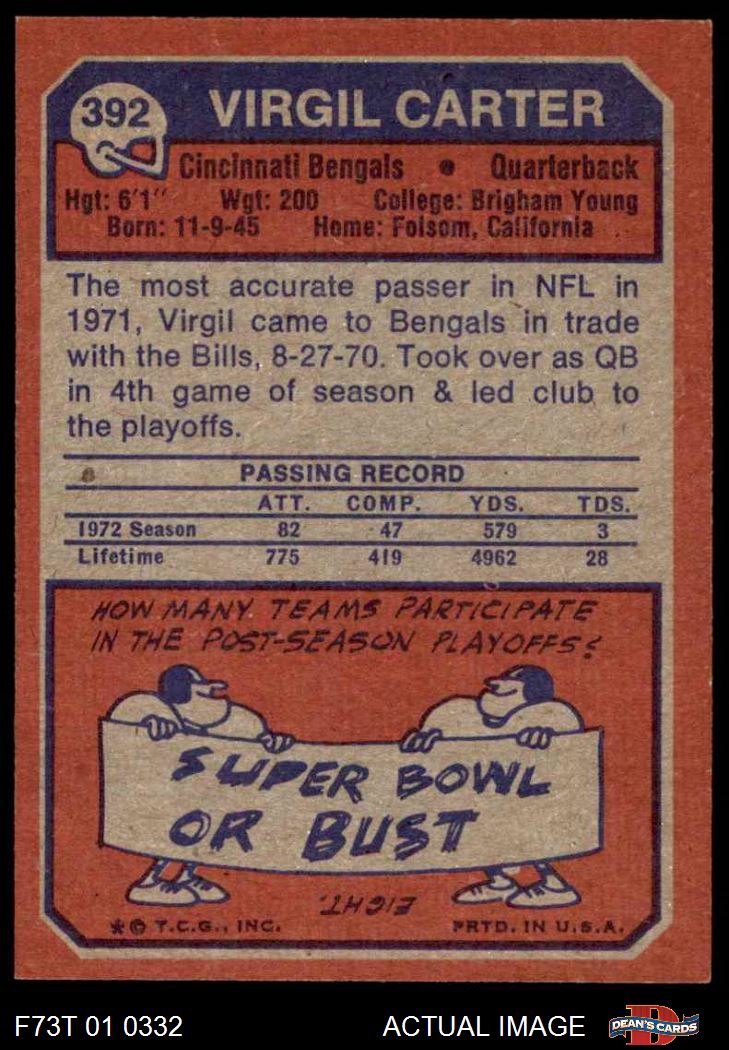 392
VIRGIL CARTER
Cincinnati Bengals • Quarterback
Hgt: 6'1" Wgt: 200 College: Brigham Young
Born: 11-9-45 Home: Folsom, California
The most accurate passer in NFL in
1971, Virgil came to Bengals in trade
with the Bills, 8-27-70. Took over as QB
in 4th game of season & led club to
the playoffs.
PASSING RECORD
ATT. COMP. YDS. TDS.
1972 Season 82 47 579 3
Lifetime 775 419 4962 28
HOW MANY TEAMS PARTICIPATE
IN THE POST-SEASON PLAYOFFS?
SUPER BOWL
OR BUST
EIGHT.
*© T.C.G., INC. PRTD. IN U.S.A.
F73T 01 0332 ACTUAL IMAGE D DEAN'S CARDS